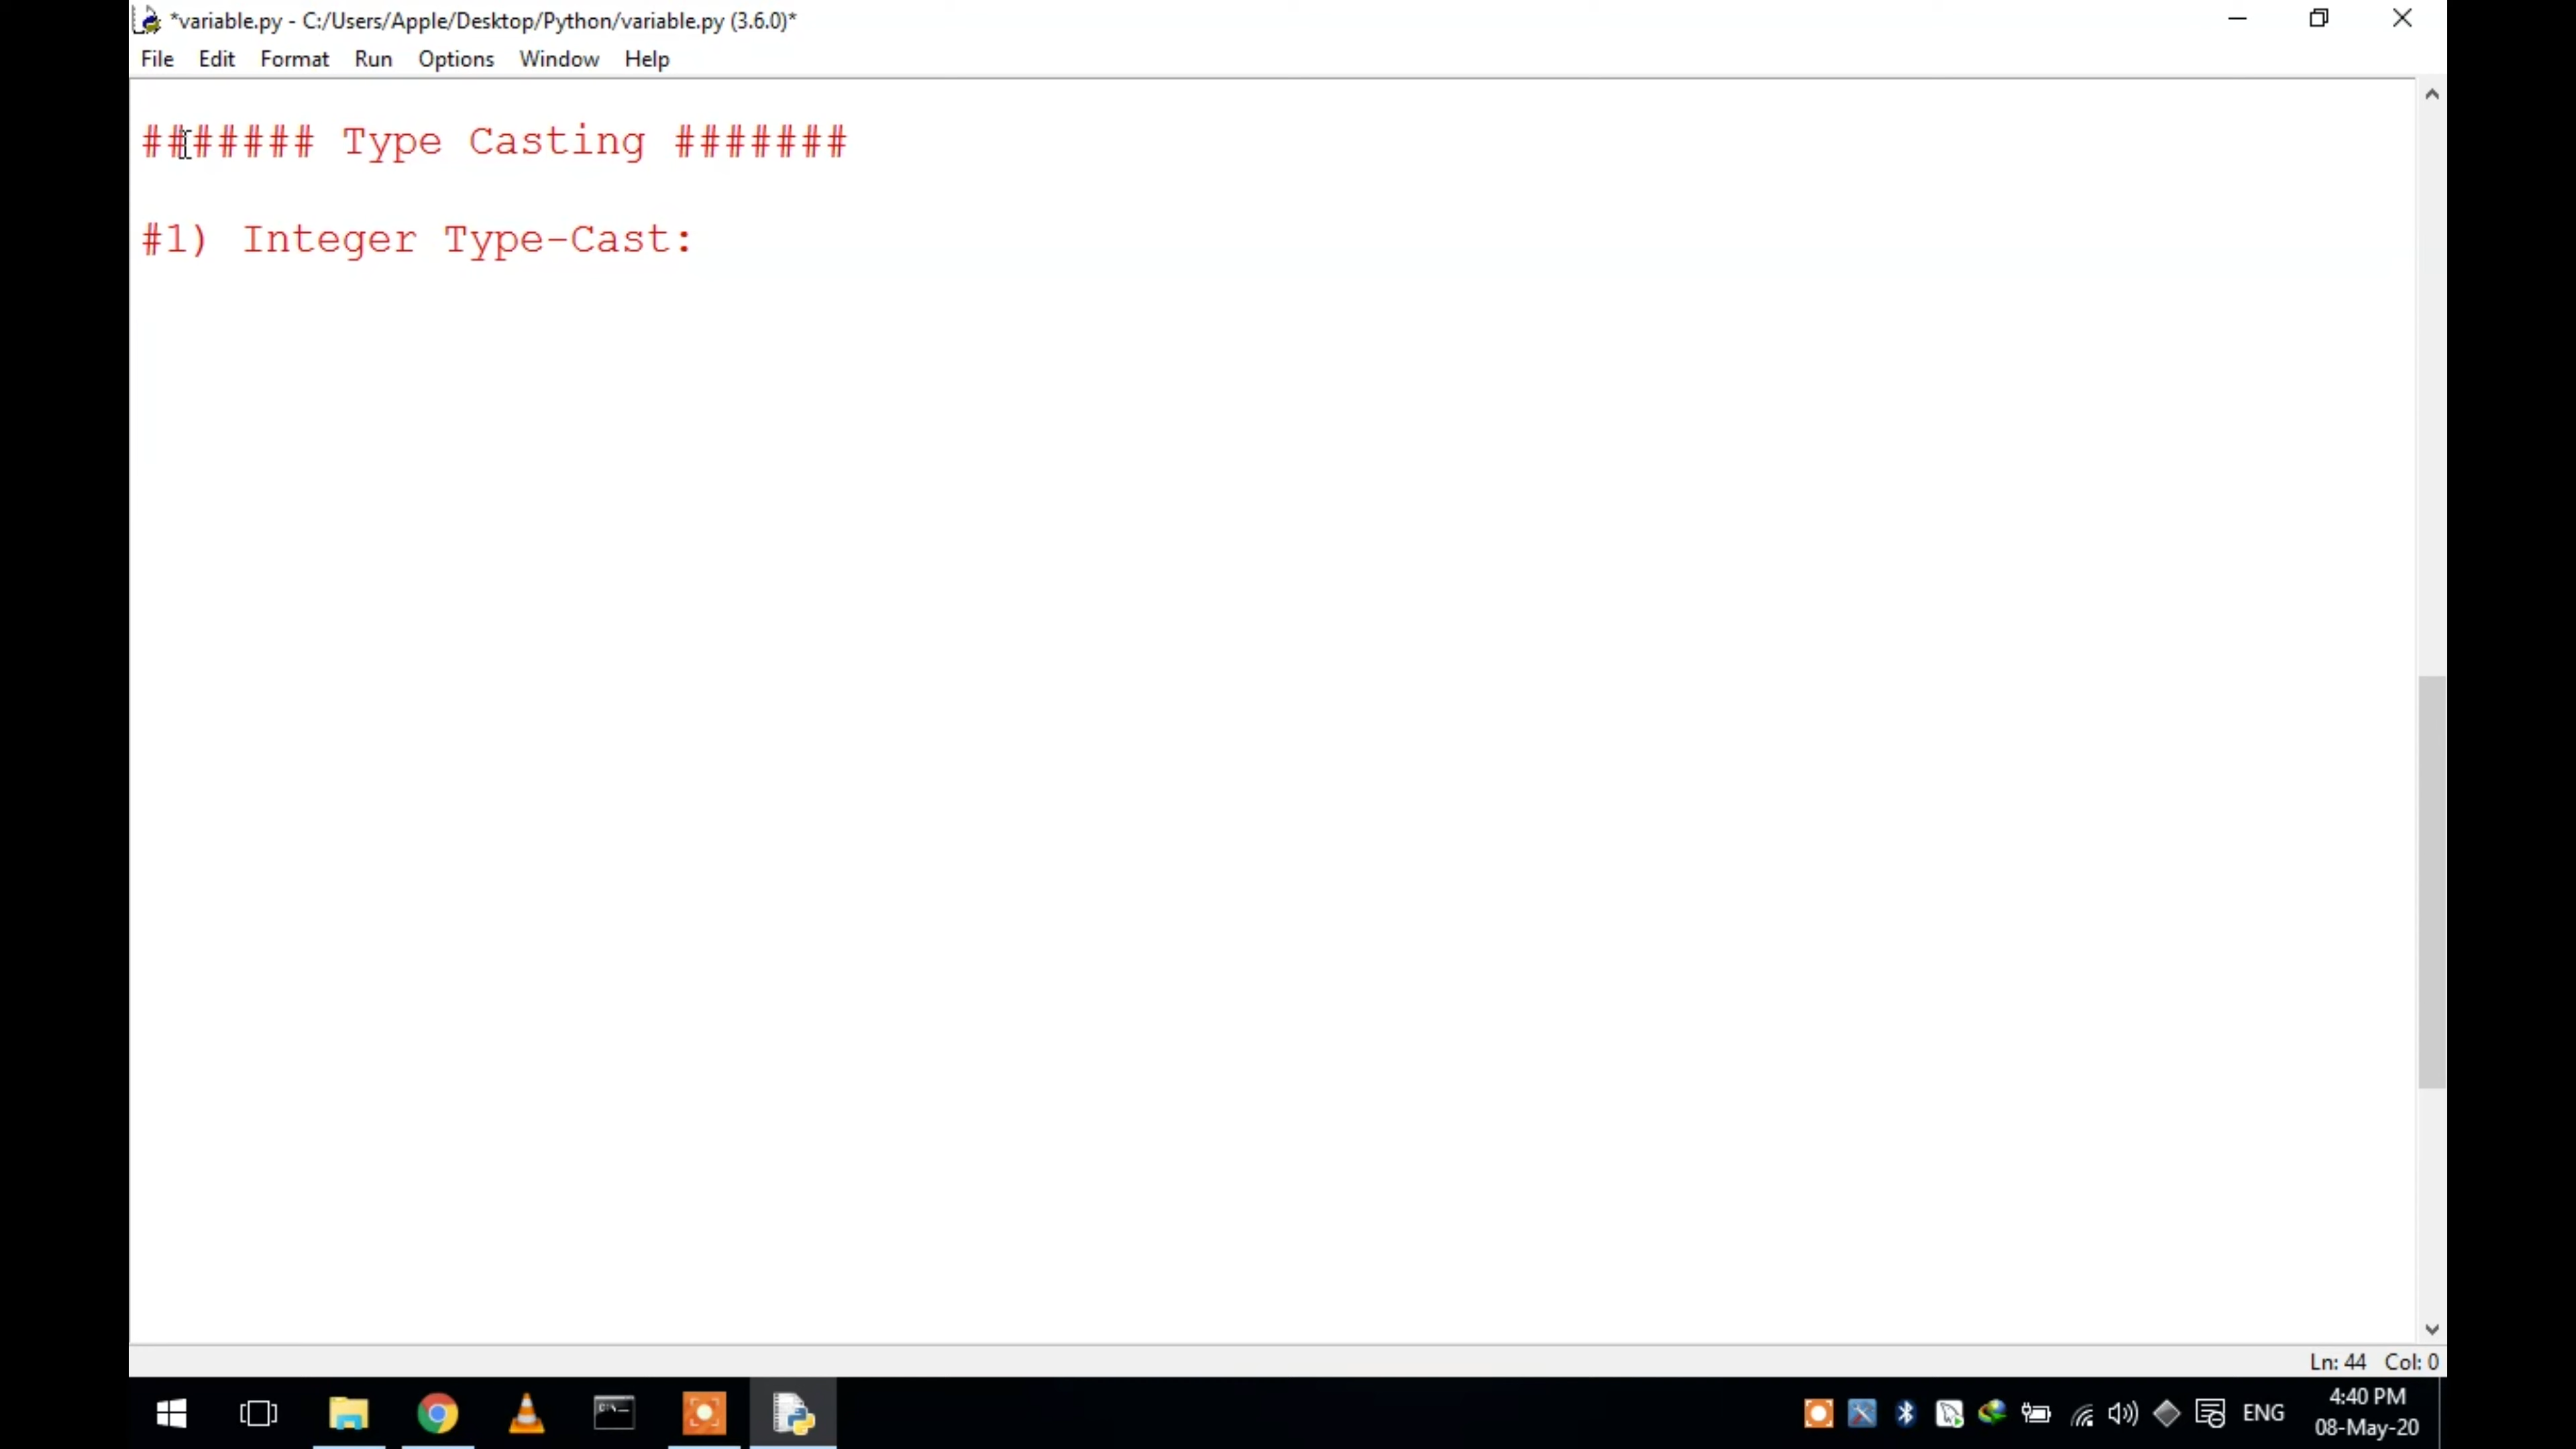 *variable.py - C:/Users/Apple/Desktop/Python/variable.py (3.6.0)*
File Edit Format Run Options Window Help
####### Type Casting #######
#1) Integer Type-Cast:
Ln: 44 Col: 0
ENG
4:40 PM
08-May-20